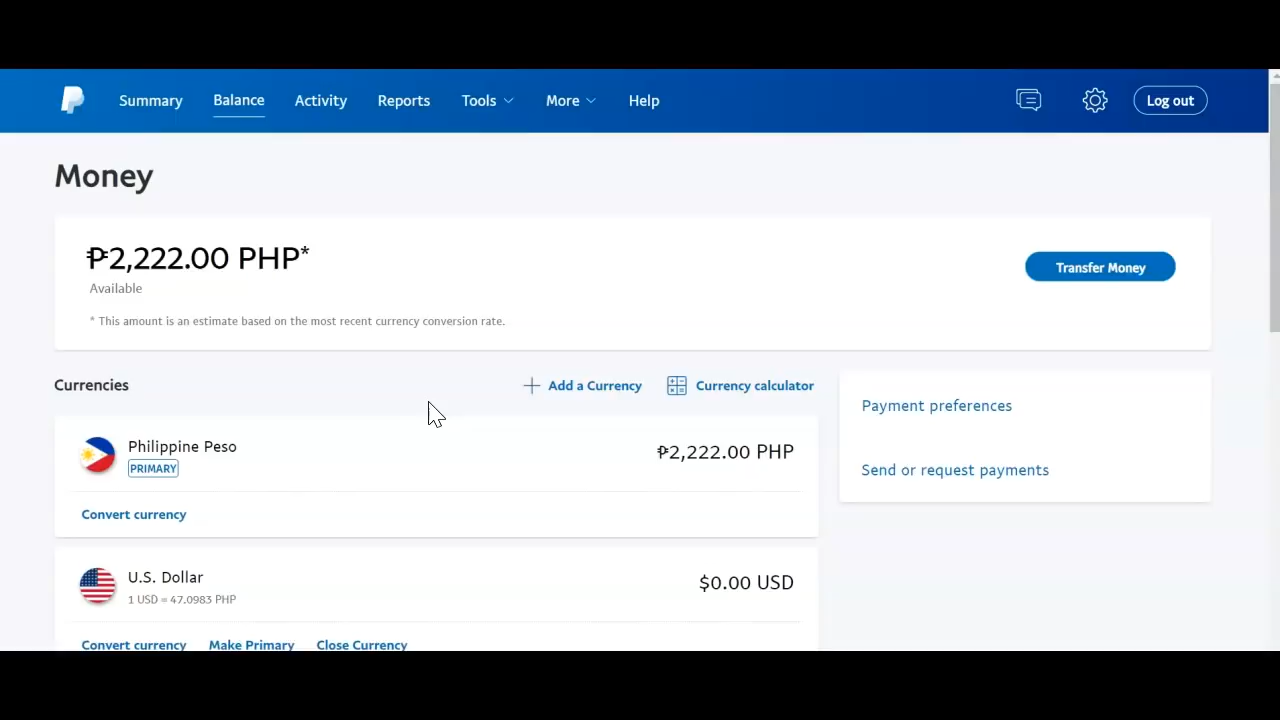 Summary Balance Activity Reports Tools More Help Log out
Money
₱2,222.00 PHP*
Available
Transfer Money
* This amount is an estimate based on the most recent currency conversion rate.
Currencies
Add a Currency
Currency calculator
Philippine Peso
PRIMARY
₱2,222.00 PHP
Convert currency
U.S. Dollar
1 USD = 47.0983 PHP
$0.00 USD
Convert currency Make Primary Close Currency
Payment preferences
Send or request payments